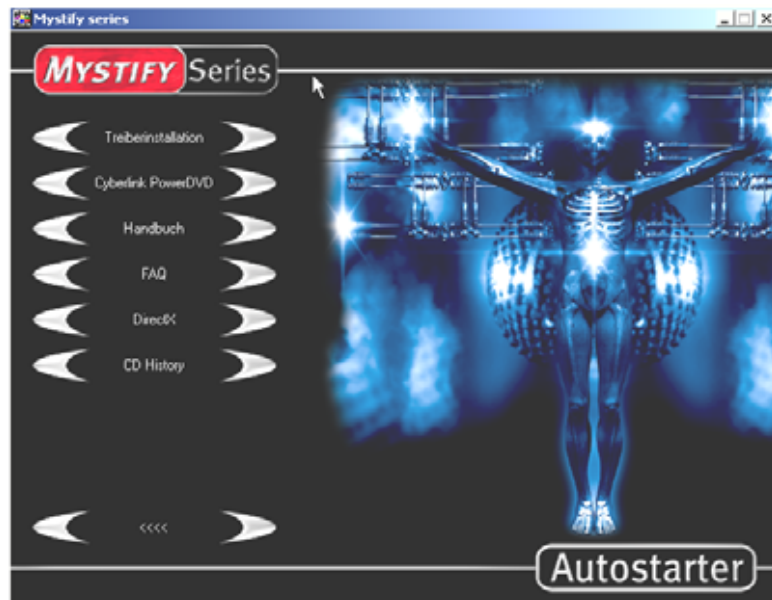 Mystify series
MYSTIFY Series
Treiberinstallation
Cyberlink PowerDVD
Handbuch
FAQ
DirectX
CD History
<<<<
Autostarter